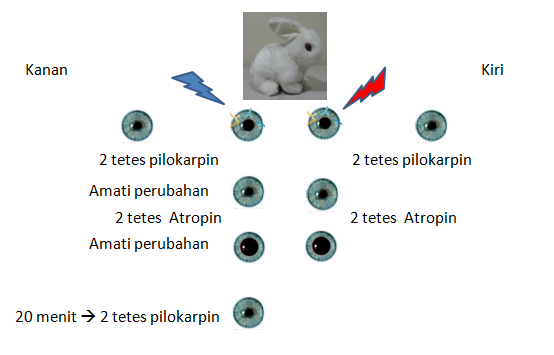 Kanan
Kiri
2 tetes pilokarpin
2 tetes pilokarpin
Amati perubahan
2 tetes  Atropin
2 tetes  Atropin
Amati perubahan
20 menit → 2 tetes pilokarpin